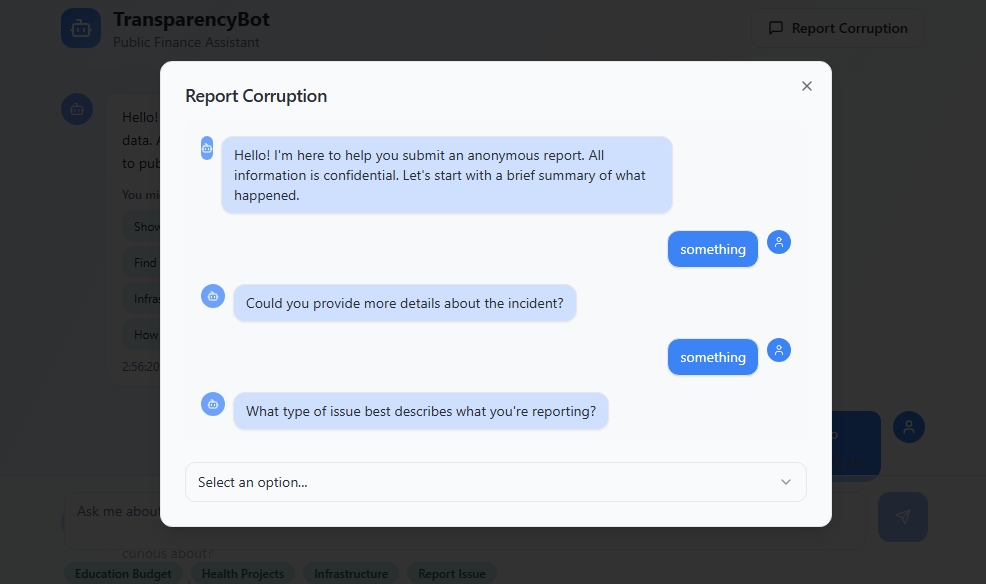 TransparencyBot
Public Finance Assistant
Report Corruption
Hello!
data. A
to pub
You mi
Show
Find
Infras
How
2:56:20
Report Corruption
Hello! I'm here to help you submit an anonymous report. All
information is confidential. Let's start with a brief summary of what
happened.
something
Could you provide more details about the incident?
something
What type of issue best describes what you're reporting?
Select an option...
Ask me about
curious about?
Education Budget
Health Projects
Infrastructure
Report Issue